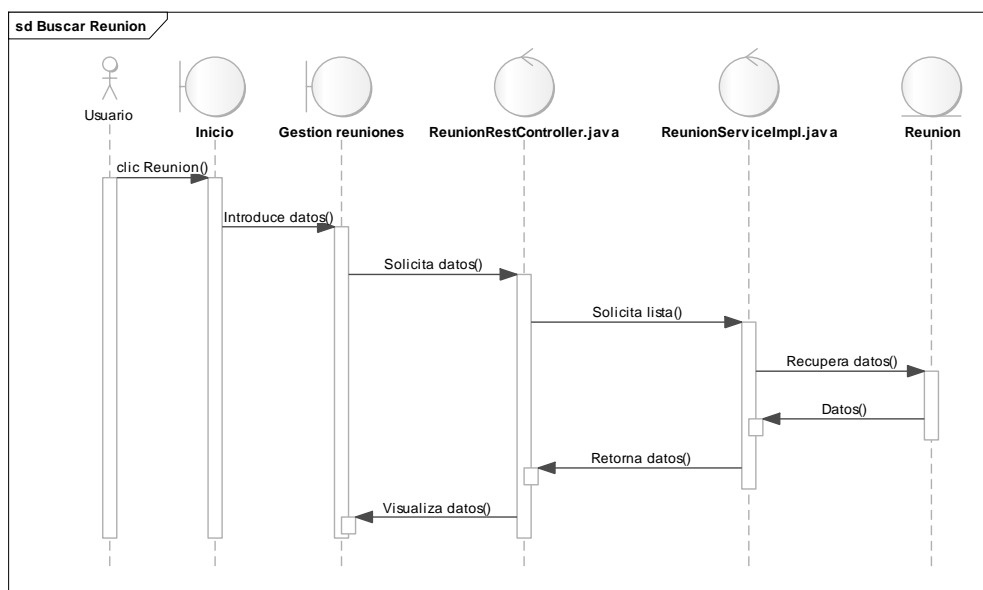 sd Buscar Reunion
Usuario
Inicio
Gestion reuniones
ReunionRestController.java
ReunionServiceImpl.java
Reunion
clic Reunion()
Introduce datos()
Solicita datos()
Solicita lista()
Recupera datos()
Datos()
Retorna datos()
Visualiza datos()